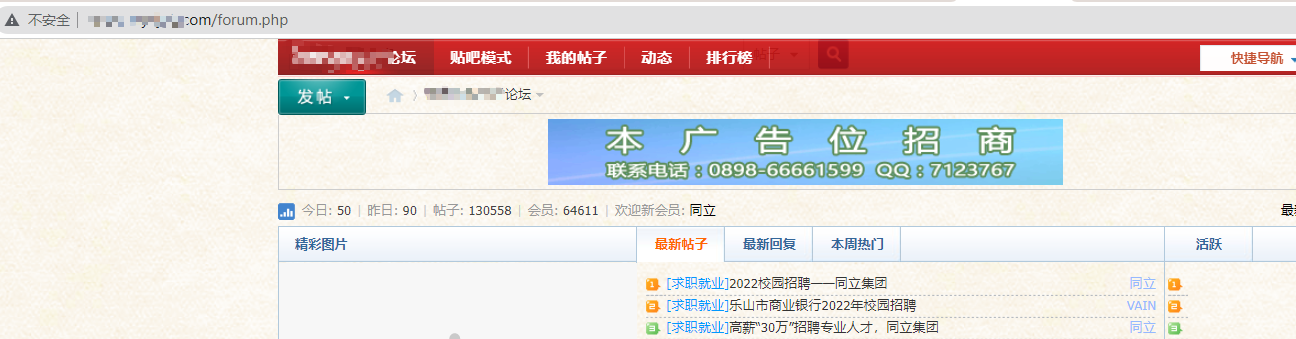 不安全 com/forum.php
论坛 贴吧模式 我的帖子 动态 排行榜 帖子 快捷导航
发帖 论坛
本广告位招商
联系电话：0898-66661599 QQ：7123767
今日: 50 昨日: 90 帖子: 130558 会员: 64611 欢迎新会员: 同立
精彩图片 最新帖子 最新回复 本周热门 活跃
1 [求职就业]2022校园招聘——同立集团 同立 1
2 [求职就业]乐山市商业银行2022年校园招聘 VAIN 2
3 [求职就业]高薪“30万”招聘专业人才，同立集团 同立 3